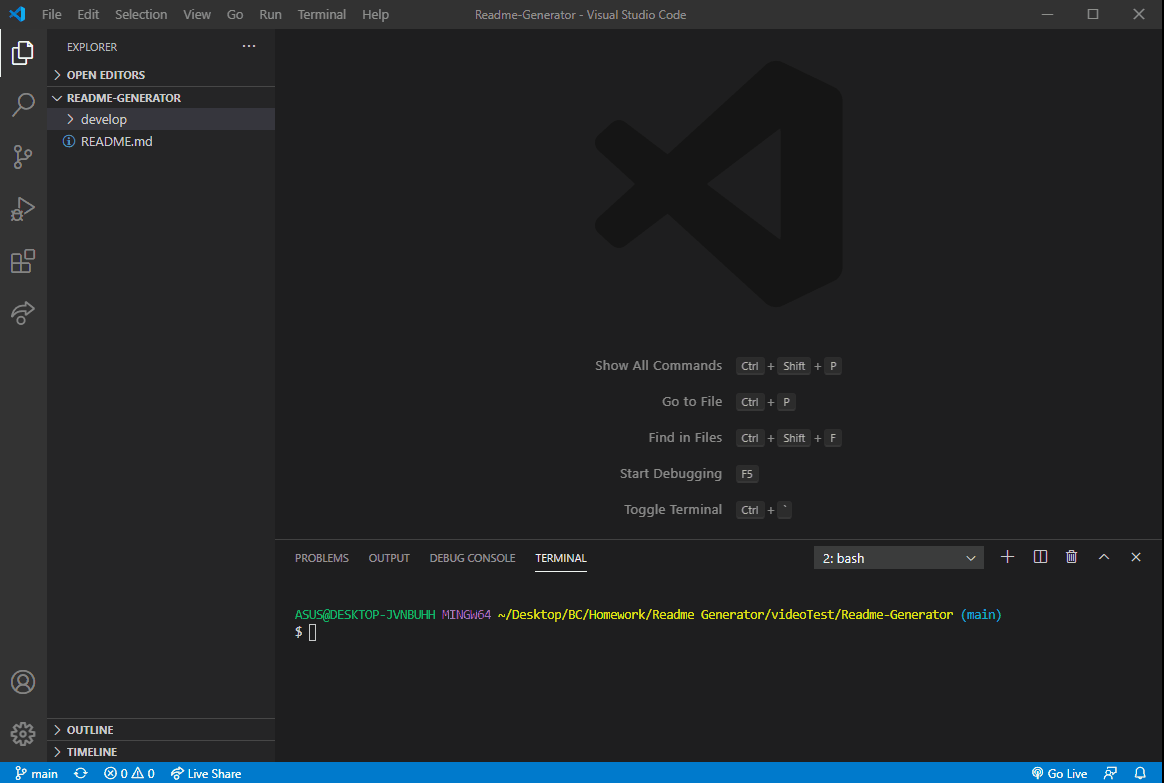 File Edit Selection View Go Run Terminal Help Readme-Generator - Visual Studio Code
EXPLORER
OPEN EDITORS
README-GENERATOR
develop
README.md
Show All Commands Ctrl + Shift + P
Go to File Ctrl + P
Find in Files Ctrl + Shift + F
Start Debugging F5
Toggle Terminal Ctrl + `
PROBLEMS OUTPUT DEBUG CONSOLE TERMINAL 2: bash
ASUS@DESKTOP-JVNBUHH MINGW64 ~/Desktop/BC/Homework/Readme Generator/videoTest/Readme-Generator (main)
$
OUTLINE
TIMELINE
main 0 0 Live Share Go Live